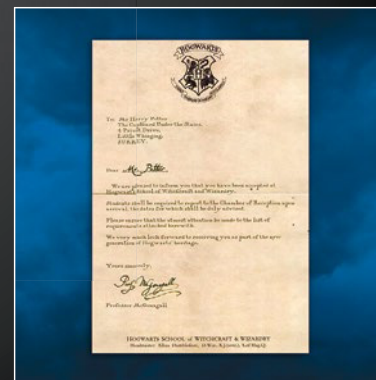 HOGWARTS
To: Mr Harry Potter
The Cupboard Under the Stairs,
4 Privet Drive,
Little Whinging,
SURREY.
Dear Mr. Potter
We are pleased to inform you that you have been accepted at
Hogwarts School of Witchcraft and Wizardry.
Students shall be required to report to the Chamber of Reception upon
arrival, the dates for which shall be duly advised.
Please ensure that the utmost attention be made to the list of
requirements attached herewith.
We very much look forward to receiving you as part of the new
generation of Hogwarts' heritage.
Yours sincerely,
Prof. McGonagall
Professor McGonagall
HOGWARTS SCHOOL of WITCHCRAFT & WIZARDRY
Headmaster: Albus Dumbledore,